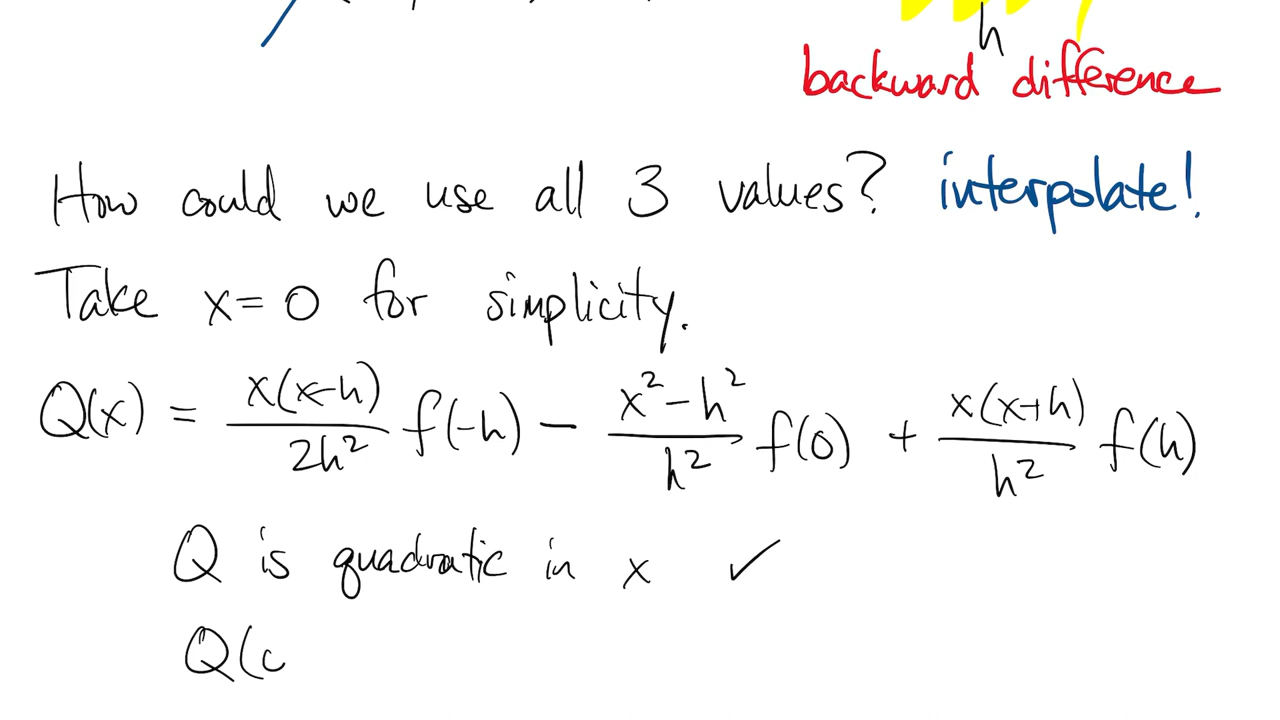 h
backward difference
How could we use all 3 values? interpolate!
Take x=0 for simplicity.
Q(x) = x(x-h)/2h² f(-h) - x²-h²/h² f(0) + x(x+h)/h² f(h)
Q is quadratic in x ✓
Q(